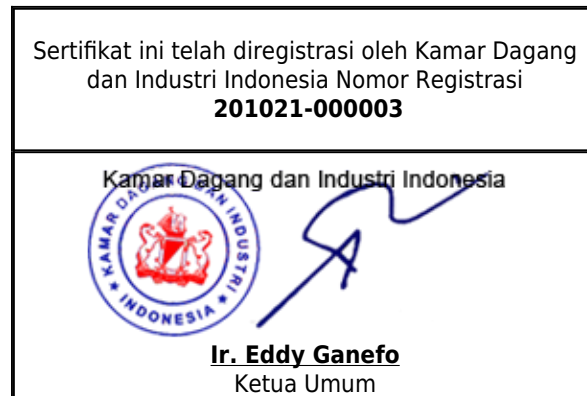 Sertifikat ini telah diregistrasi oleh Kamar Dagang
dan Industri Indonesia Nomor Registrasi
201021-000003
Kamar Dagang dan Industri Indonesia
KAMAR DAGANG DAN INDUSTRI
INDONESIA
Ir. Eddy Ganefo
Ketua Umum